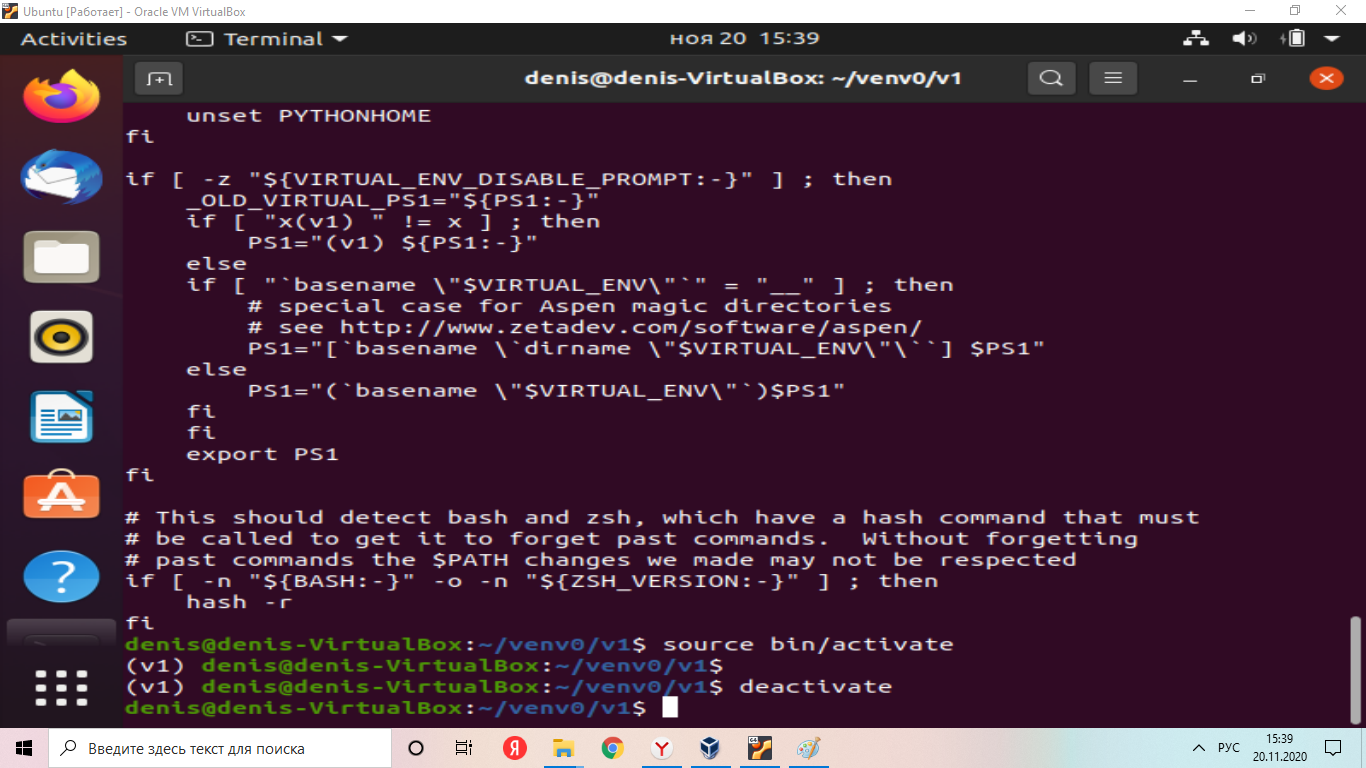 Ubuntu [Работает] - Oracle VM VirtualBox
Activities Terminal ноя 20 15:39
denis@denis-VirtualBox: ~/venv0/v1
    unset PYTHONHOME
fi
if [ -z "${VIRTUAL_ENV_DISABLE_PROMPT:-}" ] ; then
    _OLD_VIRTUAL_PS1="${PS1:-}"
    if [ "x(v1) " != x ] ; then
        PS1="(v1) ${PS1:-}"
    else
    if [ "`basename \"$VIRTUAL_ENV\"`" = "__" ] ; then
        # special case for Aspen magic directories
        # see http://www.zetadev.com/software/aspen/
        PS1="[`basename \`dirname \"$VIRTUAL_ENV\"\``] $PS1"
    else
        PS1="(`basename \"$VIRTUAL_ENV\"`)$PS1"
    fi
    fi
    export PS1
fi
# This should detect bash and zsh, which have a hash command that must
# be called to get it to forget past commands.  Without forgetting
# past commands the $PATH changes we made may not be respected
if [ -n "${BASH:-}" -o -n "${ZSH_VERSION:-}" ] ; then
    hash -r
fi
denis@denis-VirtualBox:~/venv0/v1$ source bin/activate
(v1) denis@denis-VirtualBox:~/venv0/v1$
(v1) denis@denis-VirtualBox:~/venv0/v1$ deactivate
denis@denis-VirtualBox:~/venv0/v1$
Введите здесь текст для поиска
Я
Y
64
РУС
15:39
20.11.2020